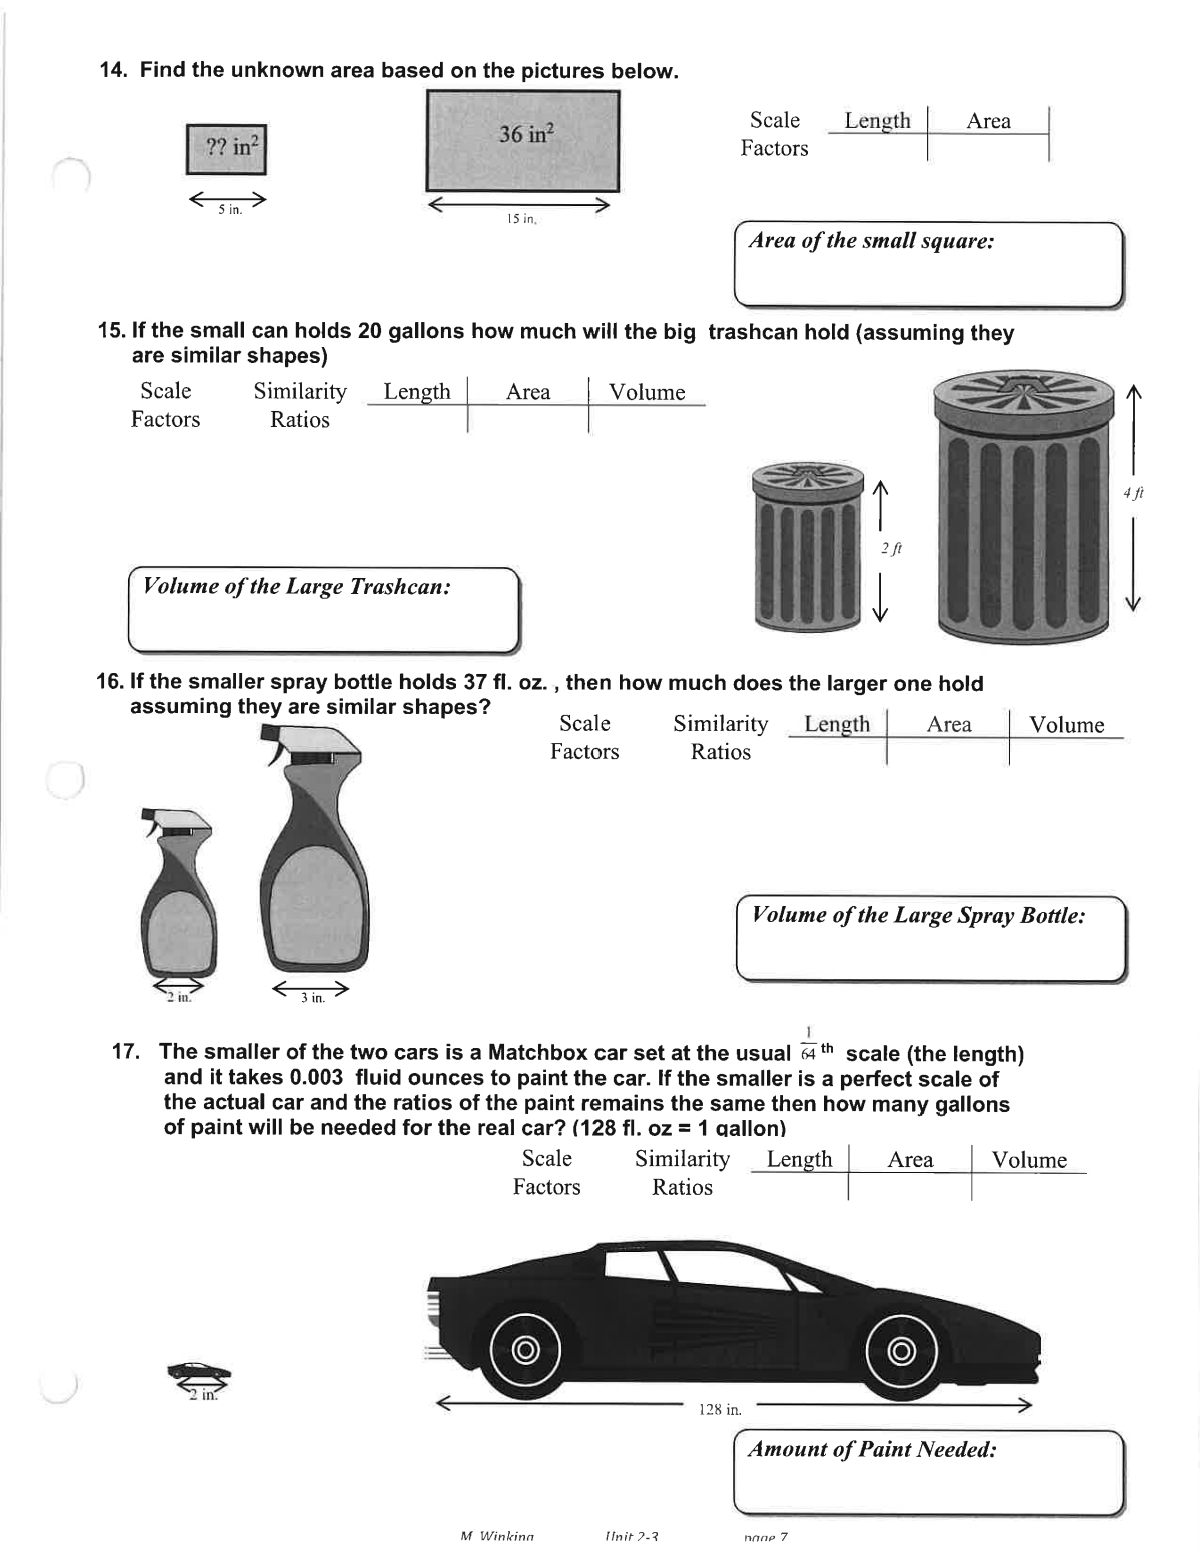 14. Find the unknown area based on the pictures below.
?? in²
36 in²
5 in.
15 in.
Scale Length Area
Factors
Area of the small square:
15. If the small can holds 20 gallons how much will the big trashcan hold (assuming they
are similar shapes)
Scale Similarity Length Area Volume
Factors Ratios
2 ft
4 ft
Volume of the Large Trashcan:
16. If the smaller spray bottle holds 37 fl. oz. , then how much does the larger one hold
assuming they are similar shapes?
Scale Similarity Length Area Volume
Factors Ratios
2 in.
3 in.
Volume of the Large Spray Bottle:
17. The smaller of the two cars is a Matchbox car set at the usual 1/64 th scale (the length)
and it takes 0.003 fluid ounces to paint the car. If the smaller is a perfect scale of
the actual car and the ratios of the paint remains the same then how many gallons
of paint will be needed for the real car? (128 fl. oz = 1 gallon)
Scale Similarity Length Area Volume
Factors Ratios
2 in.
128 in.
Amount of Paint Needed:
M. Winking Unit 2-3 page 7